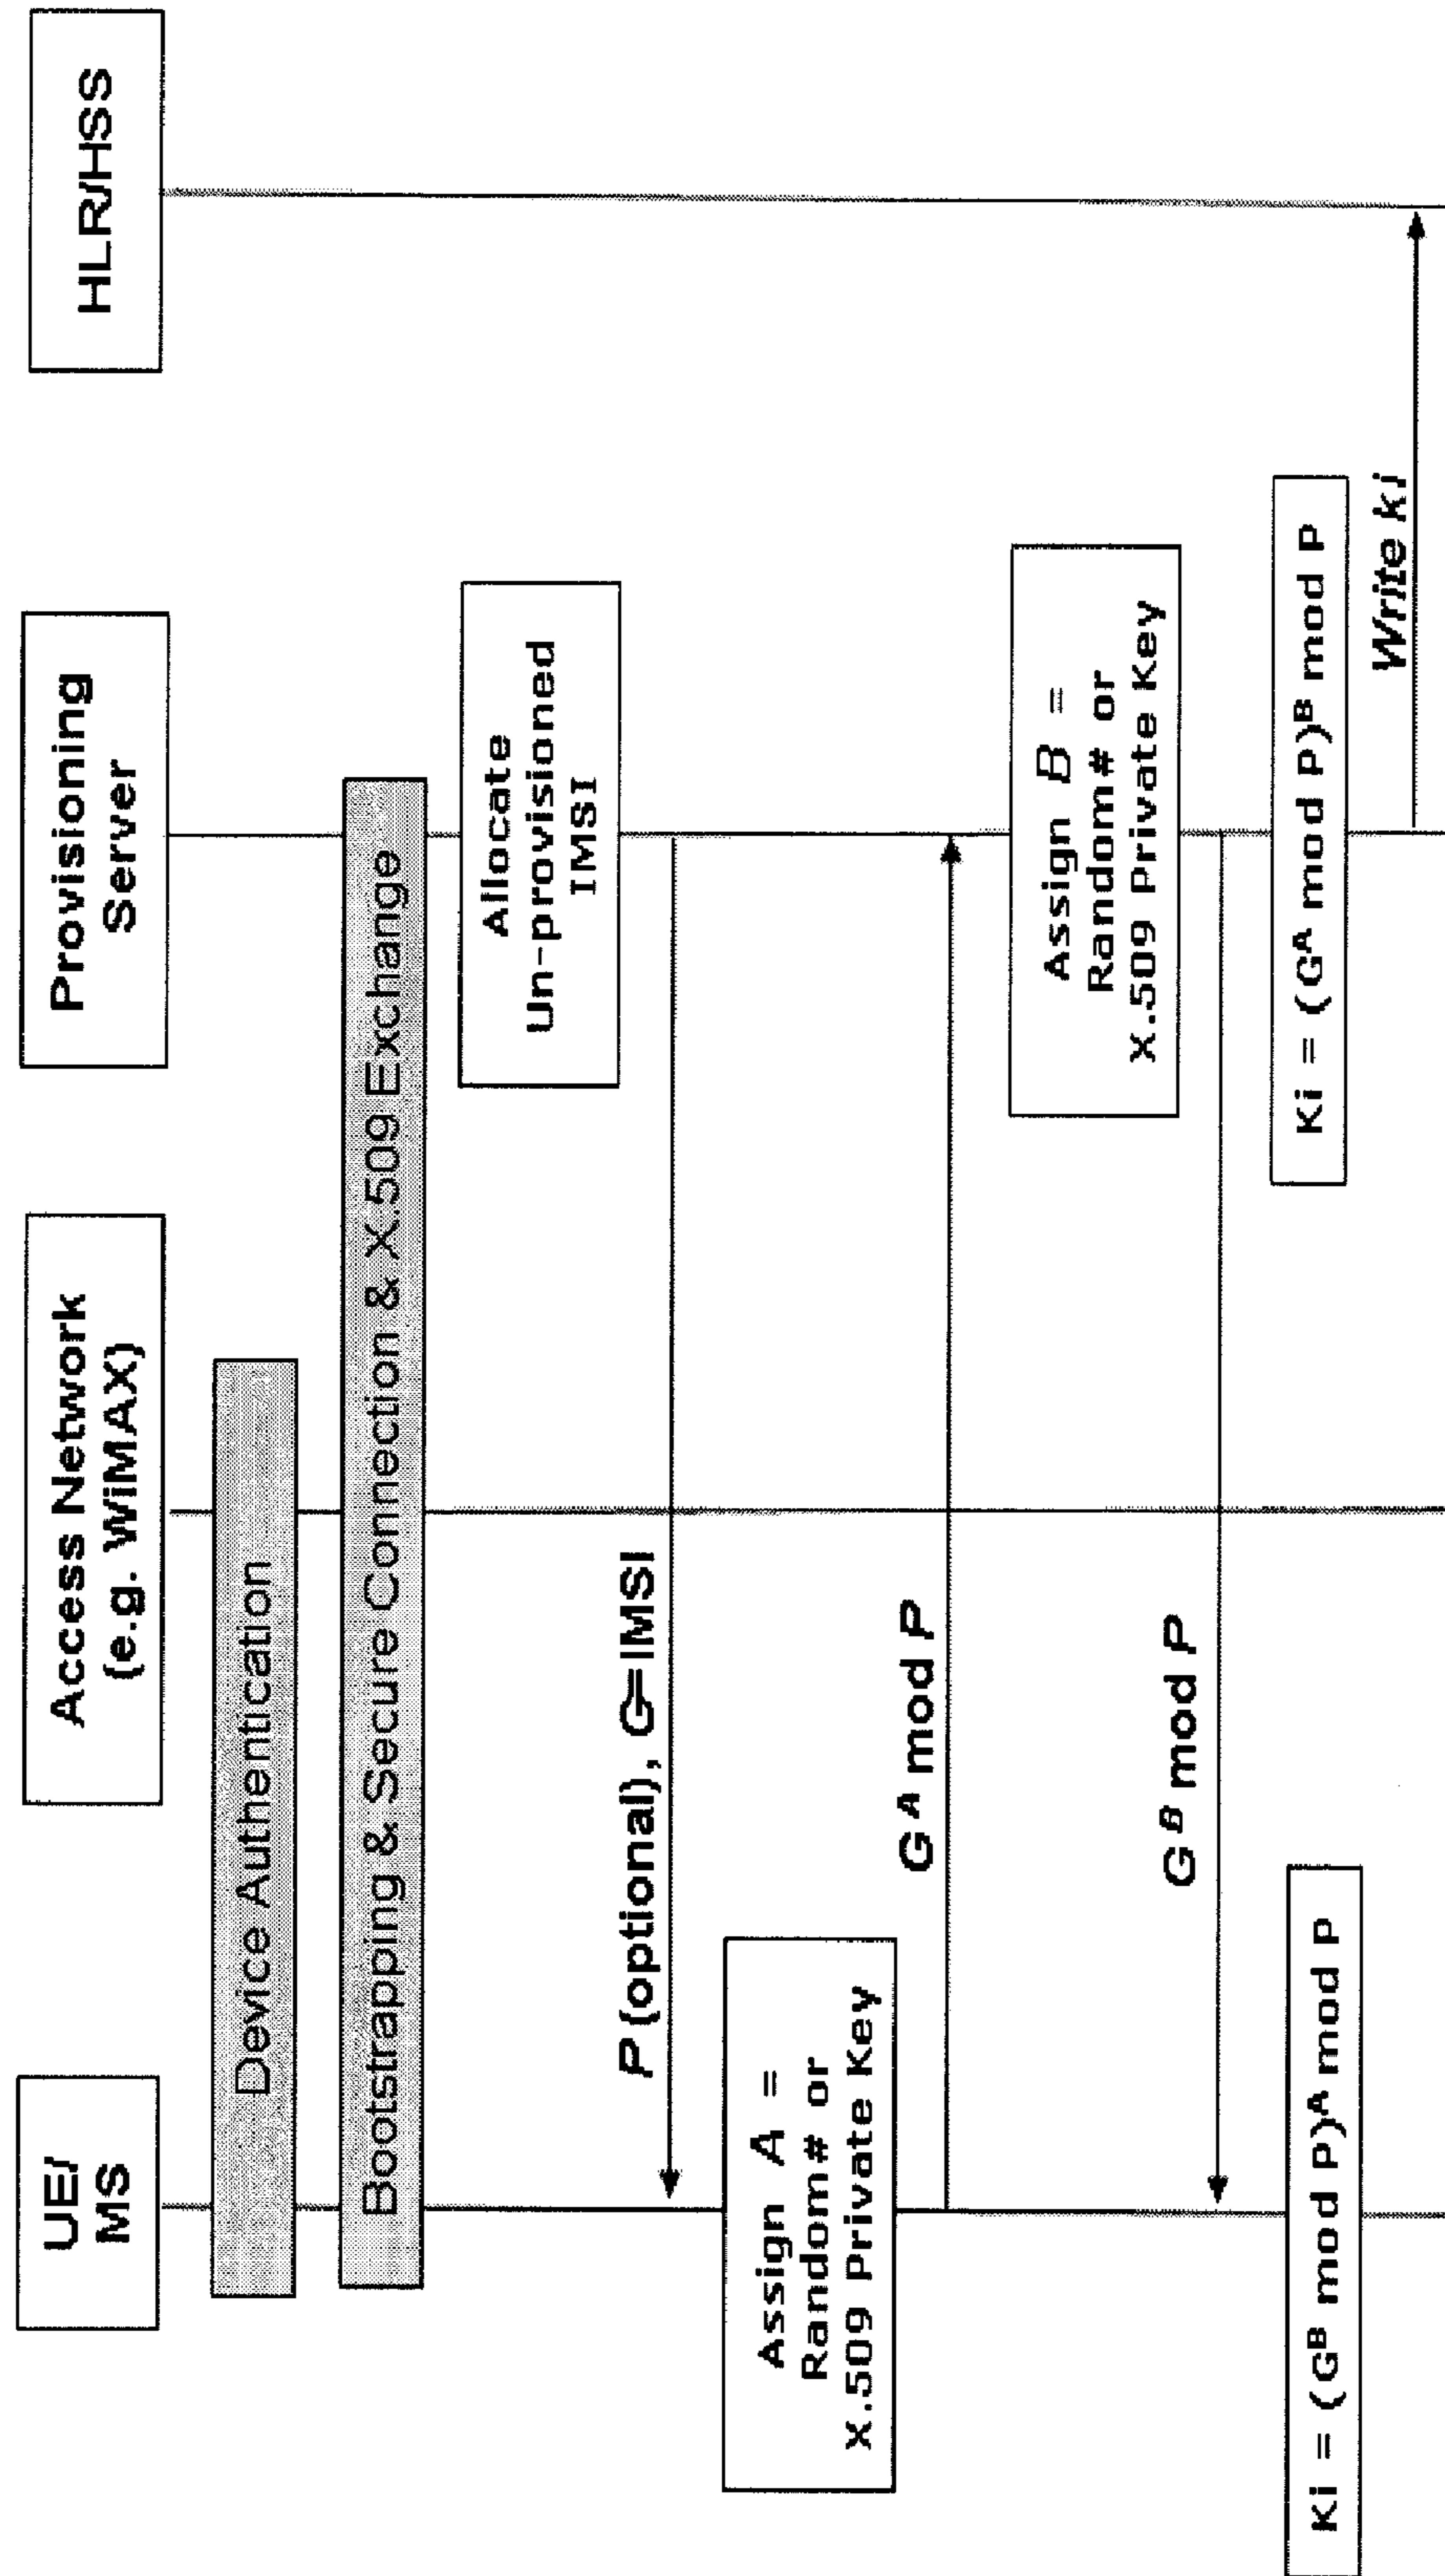 UE/
MS
Access Network
(e.g. WiMAX)
Provisioning
Server
HLR/HSS
Device Authentication
Bootstrapping & Secure Connection & X.509 Exchange
Allocate
Un-provisioned
IMSI
P (optional), G=IMSI
Assign A =
Random# or
X.509 Private Key
G^A mod P
Assign B =
Random# or
X.509 Private Key
G^B mod P
Ki = (G^B mod P)^A mod P
Ki = (G^A mod P)^B mod P
Write ki